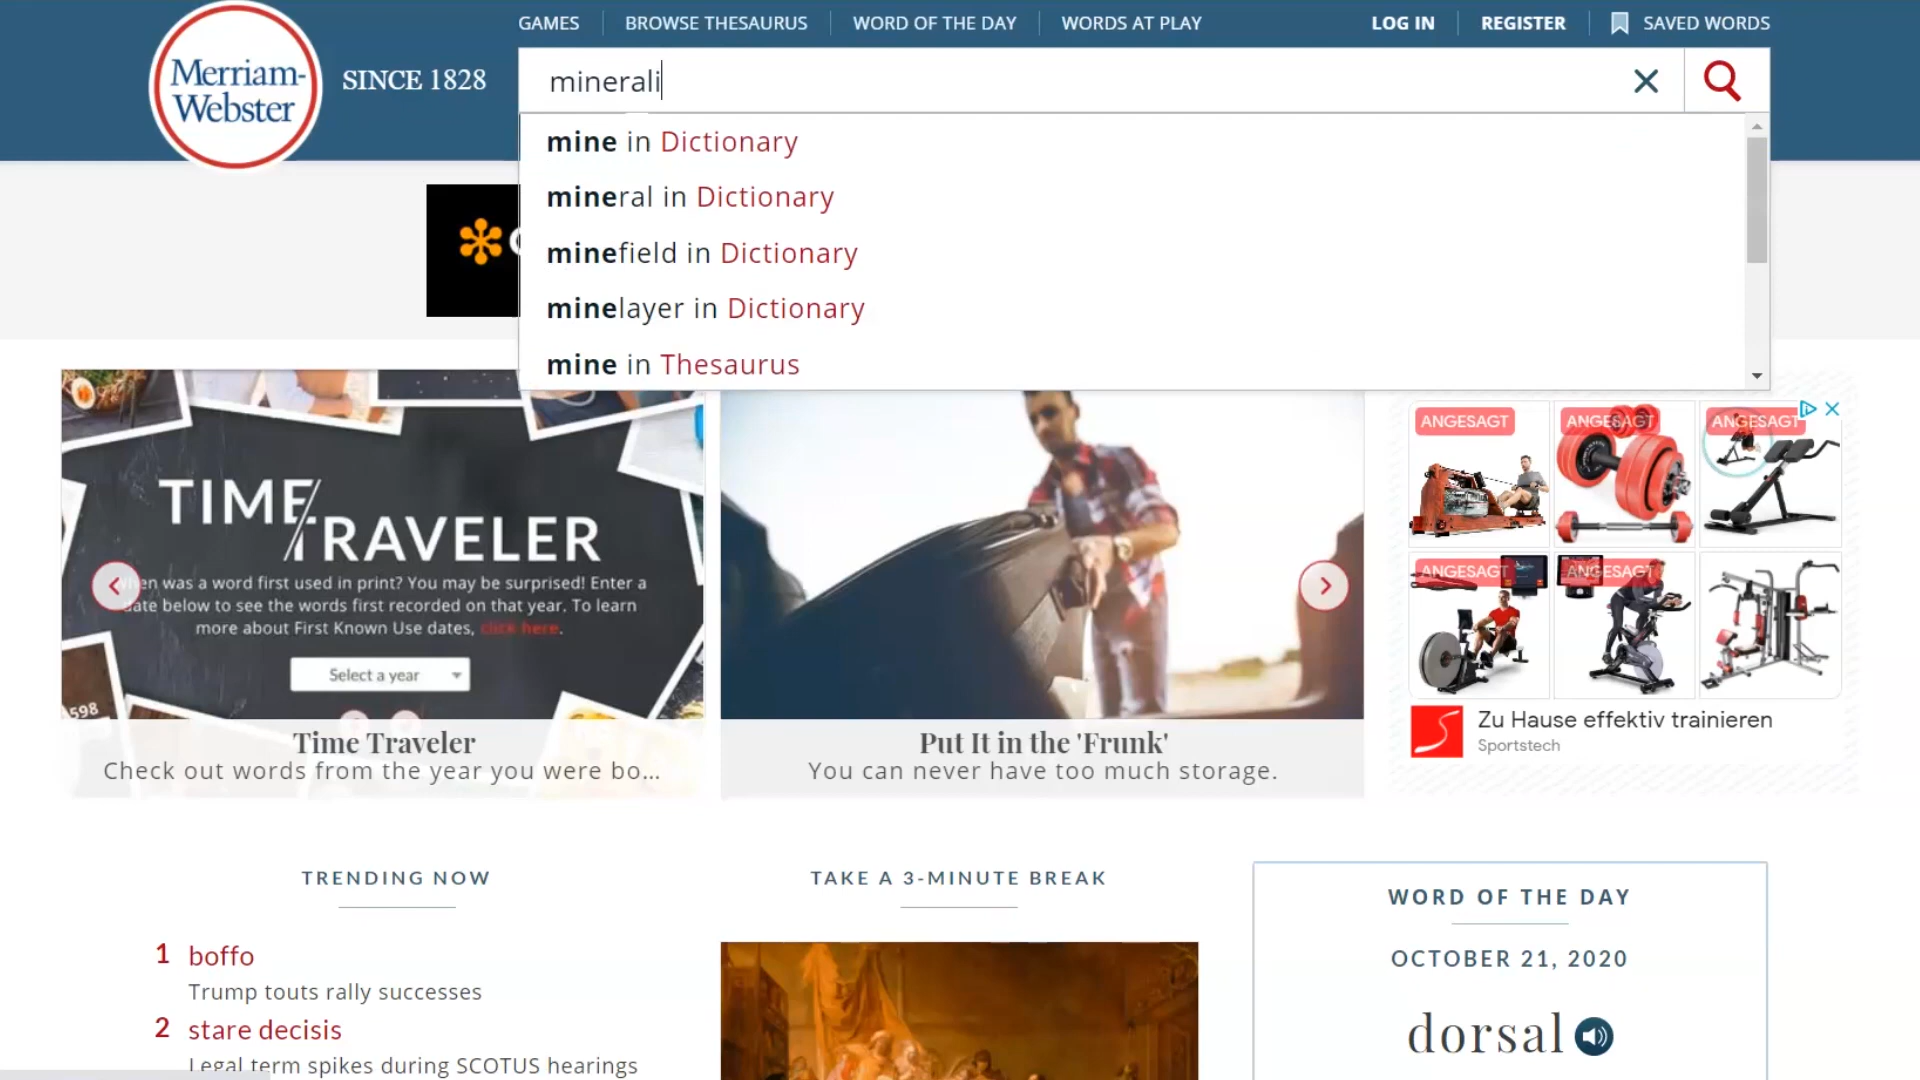 GAMES
BROWSE THESAURUS
WORD OF THE DAY
WORDS AT PLAY
LOG IN
REGISTER
SAVED WORDS
Merriam-
Webster
SINCE 1828
minerali
mine in Dictionary
mineral in Dictionary
minefield in Dictionary
minelayer in Dictionary
mine in Thesaurus
TIME
TRAVELER
was a word first used in print? You may be surprised! Enter a
date below to see the words first recorded on that year. To learn
more about First Known Use dates, click here.
Select a year
598
Time Traveler
Check out words from the year you were bo...
Put It in the 'Frunk'
You can never have too much storage.
ANGESAGT
ANGESAGT
ANGESAGT
ANGESAGT
ANGESAGT
Zu Hause effektiv trainieren
Sportstech
TRENDING NOW
1 boffo
Trump touts rally successes
2 stare decisis
Legal term spikes during SCOTUS hearings
TAKE A 3-MINUTE BREAK
WORD OF THE DAY
OCTOBER 21, 2020
dorsal